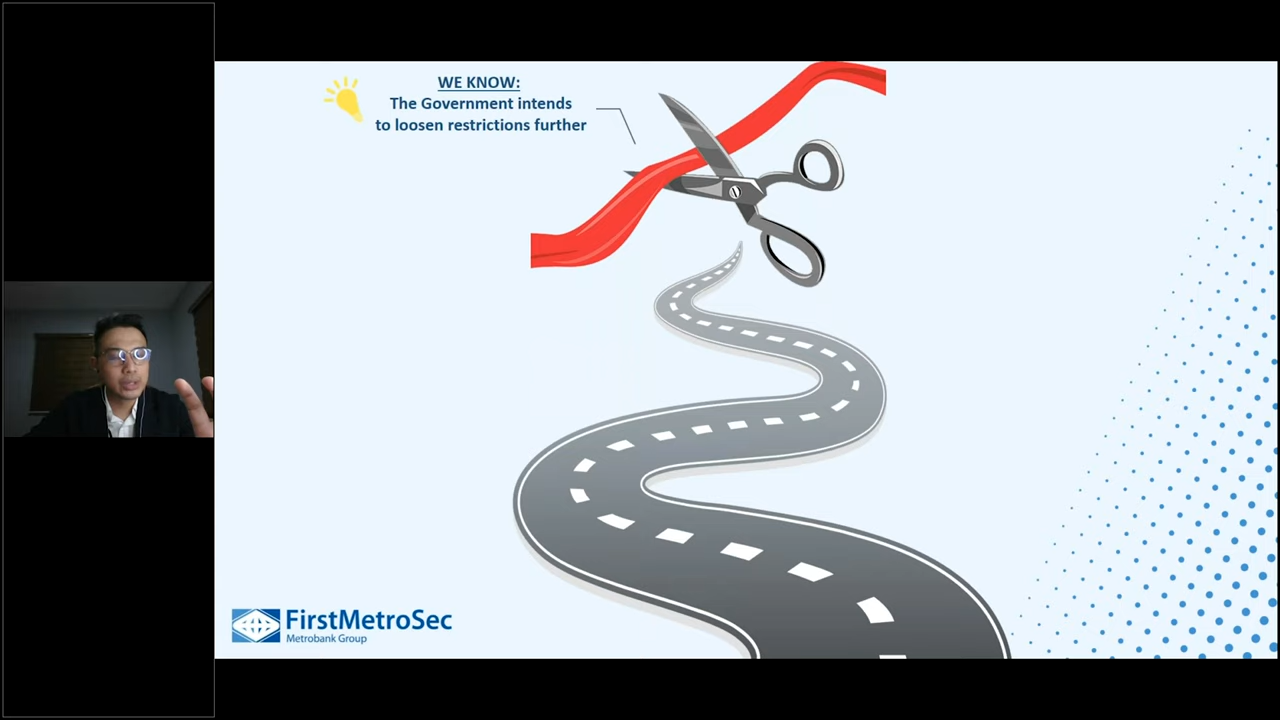 WE KNOW:
The Government intends
to loosen restrictions further
FirstMetroSec
Metrobank Group